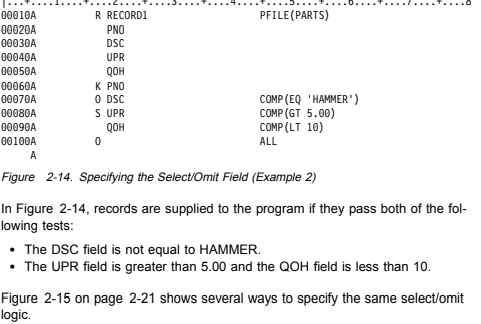 |...+....1....+....2....+....3....+....4....+....5....+....6....+....7....+....8
00010A R RECORD1 PFILE(PARTS)
00020A PNO
00030A DSC
00040A UPR
00050A QOH
00060A K PNO
00070A O DSC COMP(EQ 'HAMMER')
00080A S UPR COMP(GT 5.00)
00090A QOH COMP(LT 10)
00100A O ALL
A
Figure 2-14. Specifying the Select/Omit Field (Example 2)
In Figure 2-14, records are supplied to the program if they pass both of the fol-
lowing tests:
• The DSC field is not equal to HAMMER.
• The UPR field is greater than 5.00 and the QOH field is less than 10.
Figure 2-15 on page 2-21 shows several ways to specify the same select/omit
logic.